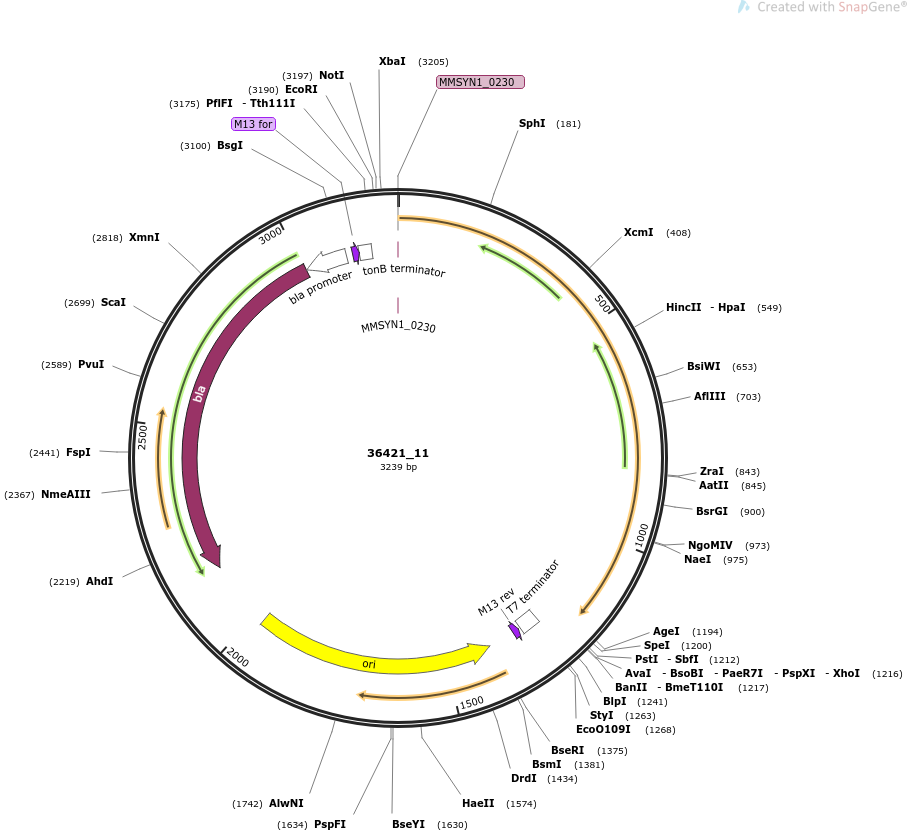 Created with SnapGene®
XbaI (3205)
(3197) NotI
MMSYN1_0230
(3190) EcoRI
(3175) PflFI - Tth111I
M13 for
SphI (181)
(3100) BsgI
XcmI (408)
3000
(2818) XmnI
tonB terminator
bla promoter
500
(2699) ScaI
HincII - HpaI (549)
MMSYN1_0230
(2589) PvuI
BsiWI (653)
bla
AflIII (703)
2500
(2441) FspI
36421_11
3239 bp
ZraI (843)
AatII (845)
(2367) NmeAIII
BsrGI (900)
1000
NgoMIV (973)
NaeI (975)
(2219) AhdI
M13 rev
T7 terminator
AgeI (1194)
SpeI (1200)
2000
PstI - SbfI (1212)
ori
AvaI - BsoBI - PaeR7I - PspXI - XhoI (1216)
BanII - BmeT110I (1217)
BlpI (1241)
1500
StyI (1263)
EcoO109I (1268)
BseRI (1375)
BsmI (1381)
DrdI (1434)
(1742) AlwNI
HaeII (1574)
(1634) PspFI
BseYI (1630)